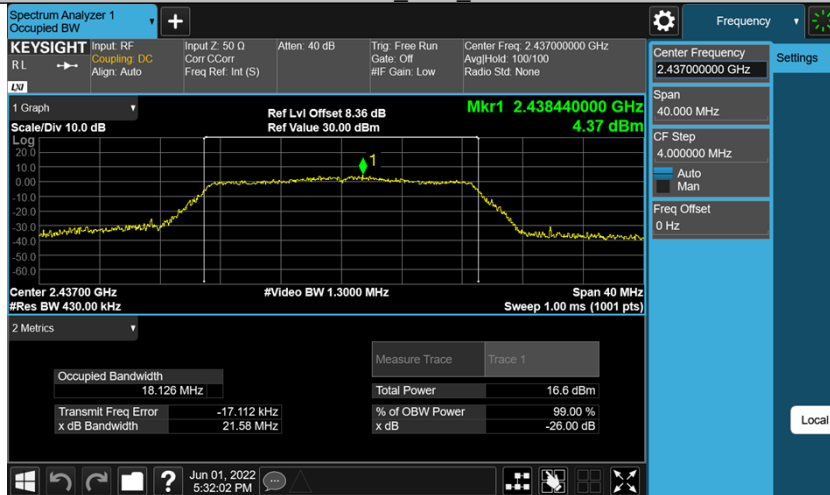 Spectrum Analyzer 1
Occupied BW
+
Frequency
KEYSIGHT
RL
LXI
Input: RF
Coupling: DC
Align: Auto
Input Z: 50 Ω
Corr CCorr
Freq Ref: Int (S)
Atten: 40 dB
Trig: Free Run
Gate: Off
#IF Gain: Low
Center Freq: 2.437000000 GHz
Avg|Hold: 100/100
Radio Std: None
Center Frequency
2.437000000 GHz
Settings
Span
40.000 MHz
CF Step
4.000000 MHz
Auto
Man
Freq Offset
0 Hz
Local
1 Graph
Scale/Div 10.0 dB
Ref Lvl Offset 8.36 dB
Ref Value 30.00 dBm
Mkr1 2.438440000 GHz
4.37 dBm
Log
20.0
10.0
0.00
-10.0
-20.0
-30.0
-40.0
-50.0
-60.0
1
Center 2.43700 GHz
#Video BW 1.3000 MHz
Span 40 MHz
#Res BW 430.00 kHz
Sweep 1.00 ms (1001 pts)
2 Metrics
Measure Trace
Trace 1
Occupied Bandwidth
18.126 MHz
Total Power
16.6 dBm
Transmit Freq Error
-17.112 kHz
% of OBW Power
99.00 %
x dB Bandwidth
21.58 MHz
x dB
-26.00 dB
?
Jun 01, 2022
5:32:02 PM